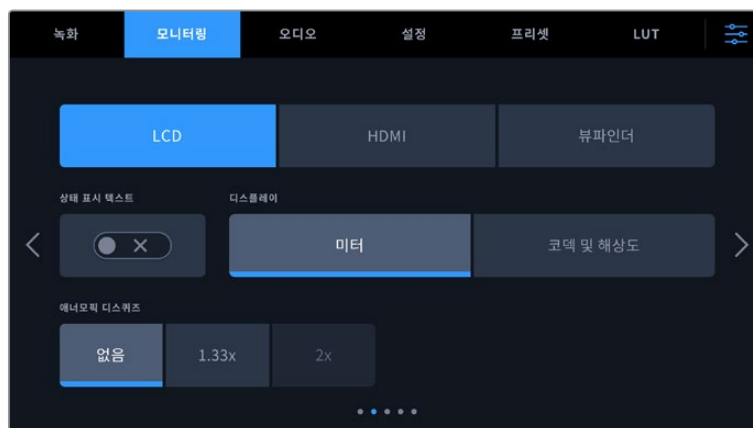 녹화 모니터링 오디오 설정 프리셋 LUT
LCD HDMI 뷰파인더
상태 표시 텍스트 디스플레이
미터 코덱 및 해상도
애너모픽 디스퀴즈
없음 1.33x 2x